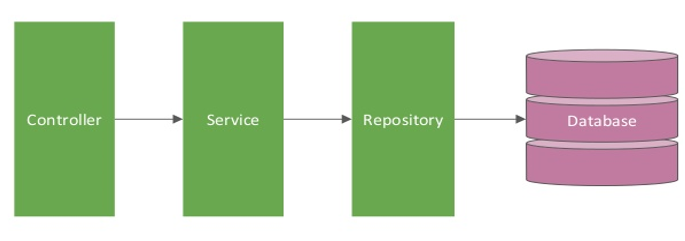 Controller
Service
Repository
Database